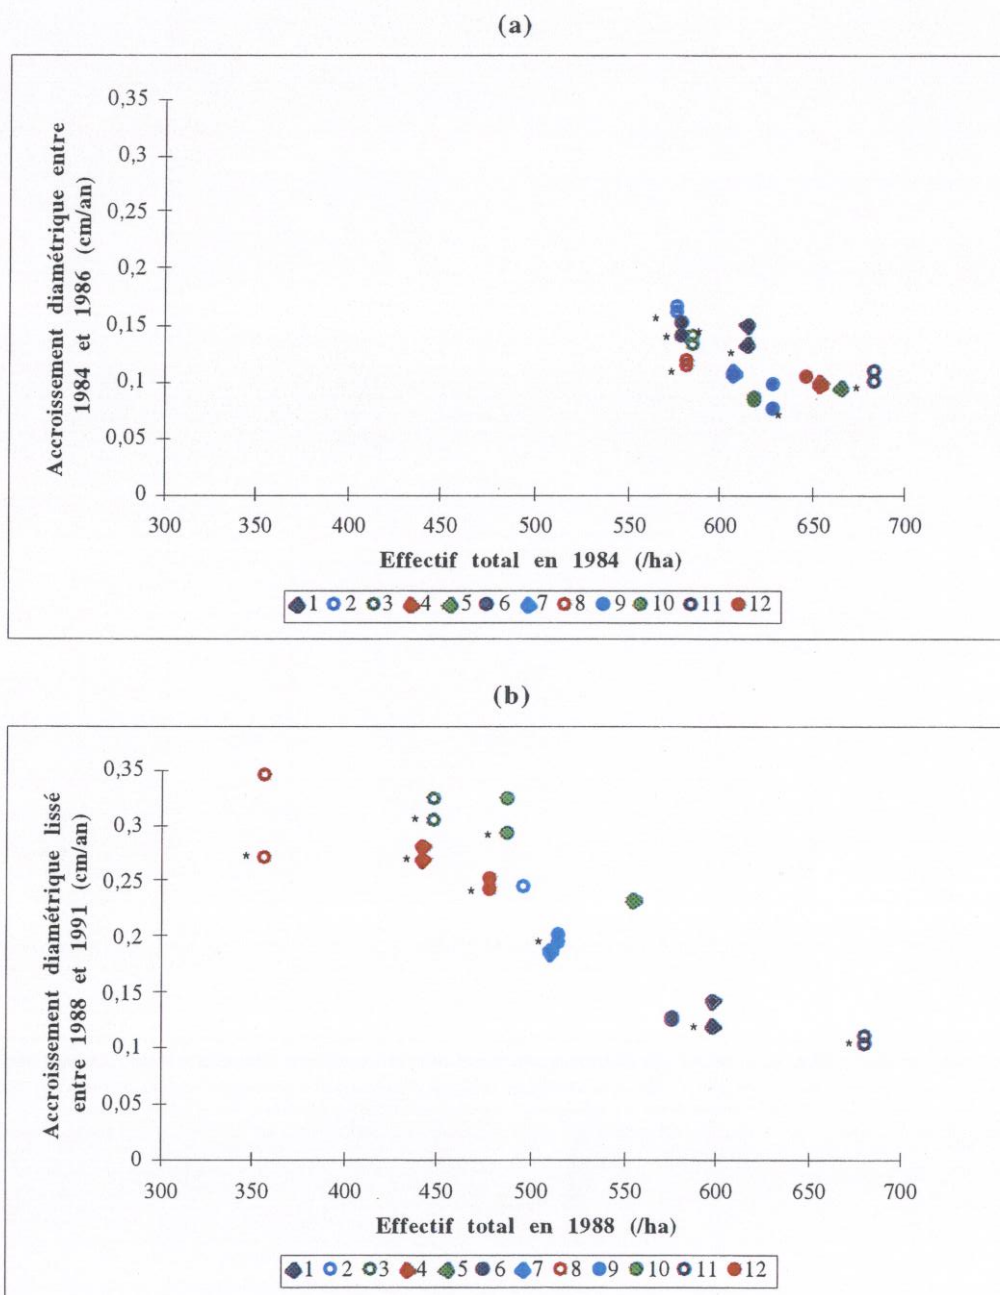 (a)
Accroissement diamétrique entre
1984 et 1986 (cm/an)
0,35
0,3
0,25
0,2
0,15
0,1
0,05
0
300 350 400 450 500 550 600 650 700
* * * * * * * *
Effectif total en 1984 (/ha)
1 2 3 4 5 6 7 8 9 10 11 12
(b)
Accroissement diamétrique lissé
entre 1988 et 1991 (cm/an)
0,35
0,3
0,25
0,2
0,15
0,1
0,05
0
300 350 400 450 500 550 600 650 700
* * * * * * * *
Effectif total en 1988 (/ha)
1 2 3 4 5 6 7 8 9 10 11 12